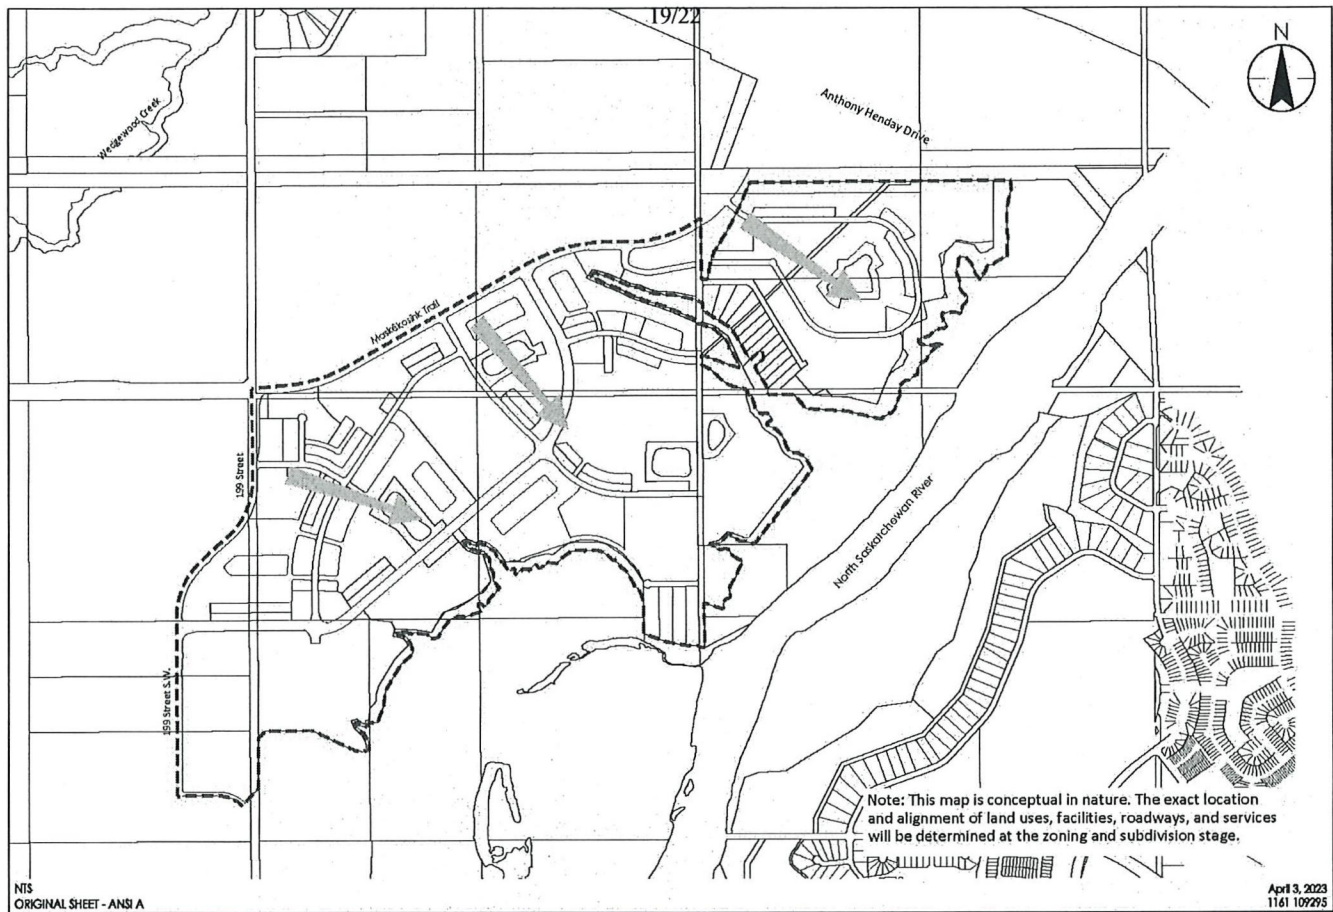 19/22
N
Anthony Henday Drive
Wedgewood Creek
Maskêkosihk Trail
199 Street
North Saskatchewan River
199 Street S.W.
Note: This map is conceptual in nature. The exact location
and alignment of land uses, facilities, roadways, and services
will be determined at the zoning and subdivision stage.
NTS
ORIGINAL SHEET - ANSI A
April 3, 2023
1161 109295